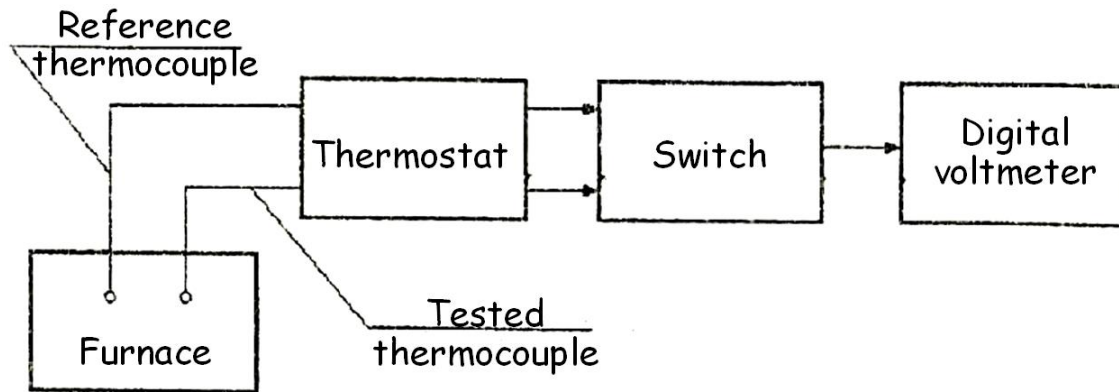 Reference
thermocouple
Thermostat
Switch
Digital
voltmeter
Furnace
Tested
thermocouple